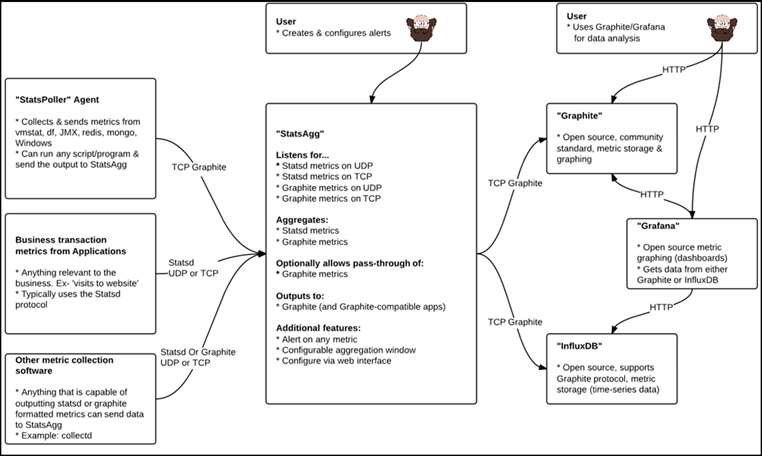 User
* Creates & configures alerts
User
* Uses Graphite/Grafana
for data analysis
"StatsPoller" Agent
* Collects & sends metrics from
vmstat, df, JMX, redis, mongo,
Windows
* Can run any script/program &
send the output to StatsAgg
TCP Graphite
Business transaction
metrics from Applications
* Anything relevant to the
business. Ex- 'visits to website'
* Typically uses the Statsd
protocol
Statsd
UDP or TCP
Other metric collection
software
* Anything that is capable of
outputting statsd or graphite
formatted metrics can send data
to StatsAgg
* Example: collectd
Statsd Or Graphite
UDP or TCP
"StatsAgg"
Listens for...
* Statsd metrics on UDP
* Statsd metrics on TCP
* Graphite metrics on UDP
* Graphite metrics on TCP
Aggregates:
* Statsd metrics
* Graphite metrics
Optionally allows pass-through of:
* Graphite metrics
Outputs to:
* Graphite (and Graphite-compatible apps)
Additional features:
* Alert on any metric
* Configurable aggregation window
* Configure via web interface
TCP Graphite
TCP Graphite
HTTP
HTTP
"Graphite"
* Open source, community
standard, metric storage &
graphing
HTTP
"Grafana"
* Open source metric
graphing (dashboards)
* Gets data from either
Graphite or InfluxDB
HTTP
"InfluxDB"
* Open source, supports
Graphite protocol, metric
storage (time-series data)